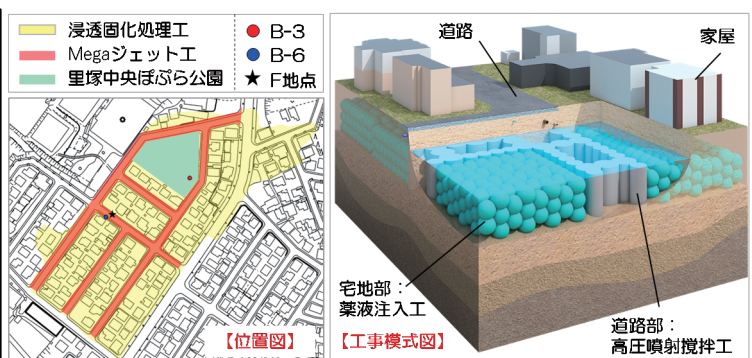 浸透固化処理工
Megaジェット工
里塚中央ぽぷら公園
B-3
B-6
F地点
【位置図】
道路
家屋
宅地部：
薬液注入工
道路部：
高圧噴射撹拌工
【工事模式図】